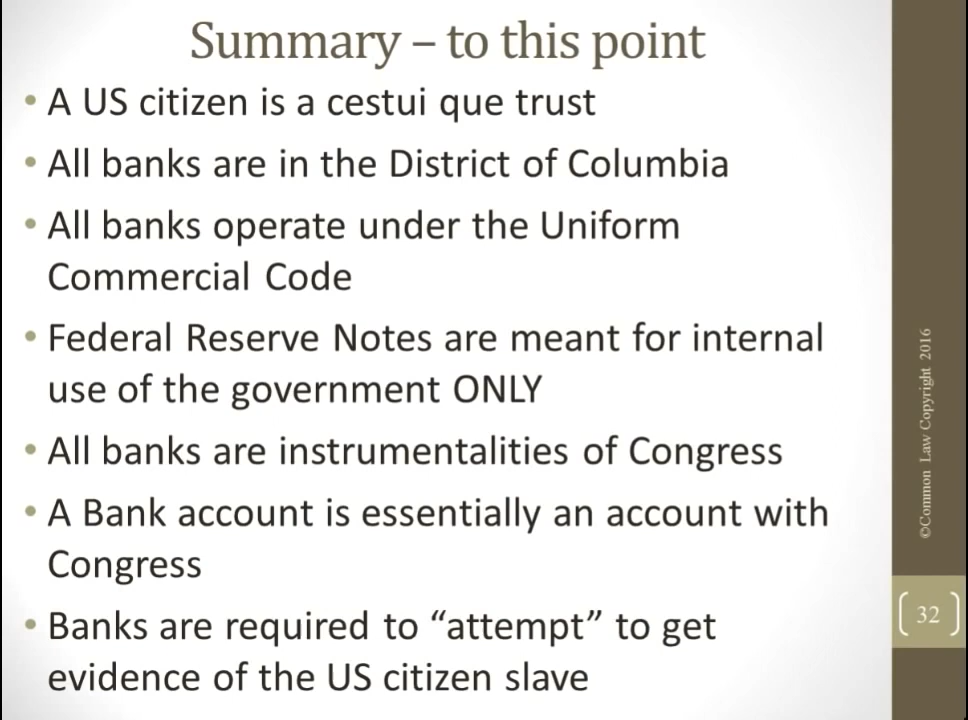 Summary – to this point
• A US citizen is a cestui que trust
• All banks are in the District of Columbia
• All banks operate under the Uniform
Commercial Code
• Federal Reserve Notes are meant for internal
use of the government ONLY
• All banks are instrumentalities of Congress
• A Bank account is essentially an account with
Congress
• Banks are required to “attempt” to get
evidence of the US citizen slave
©Common Law Copyright 2016
32